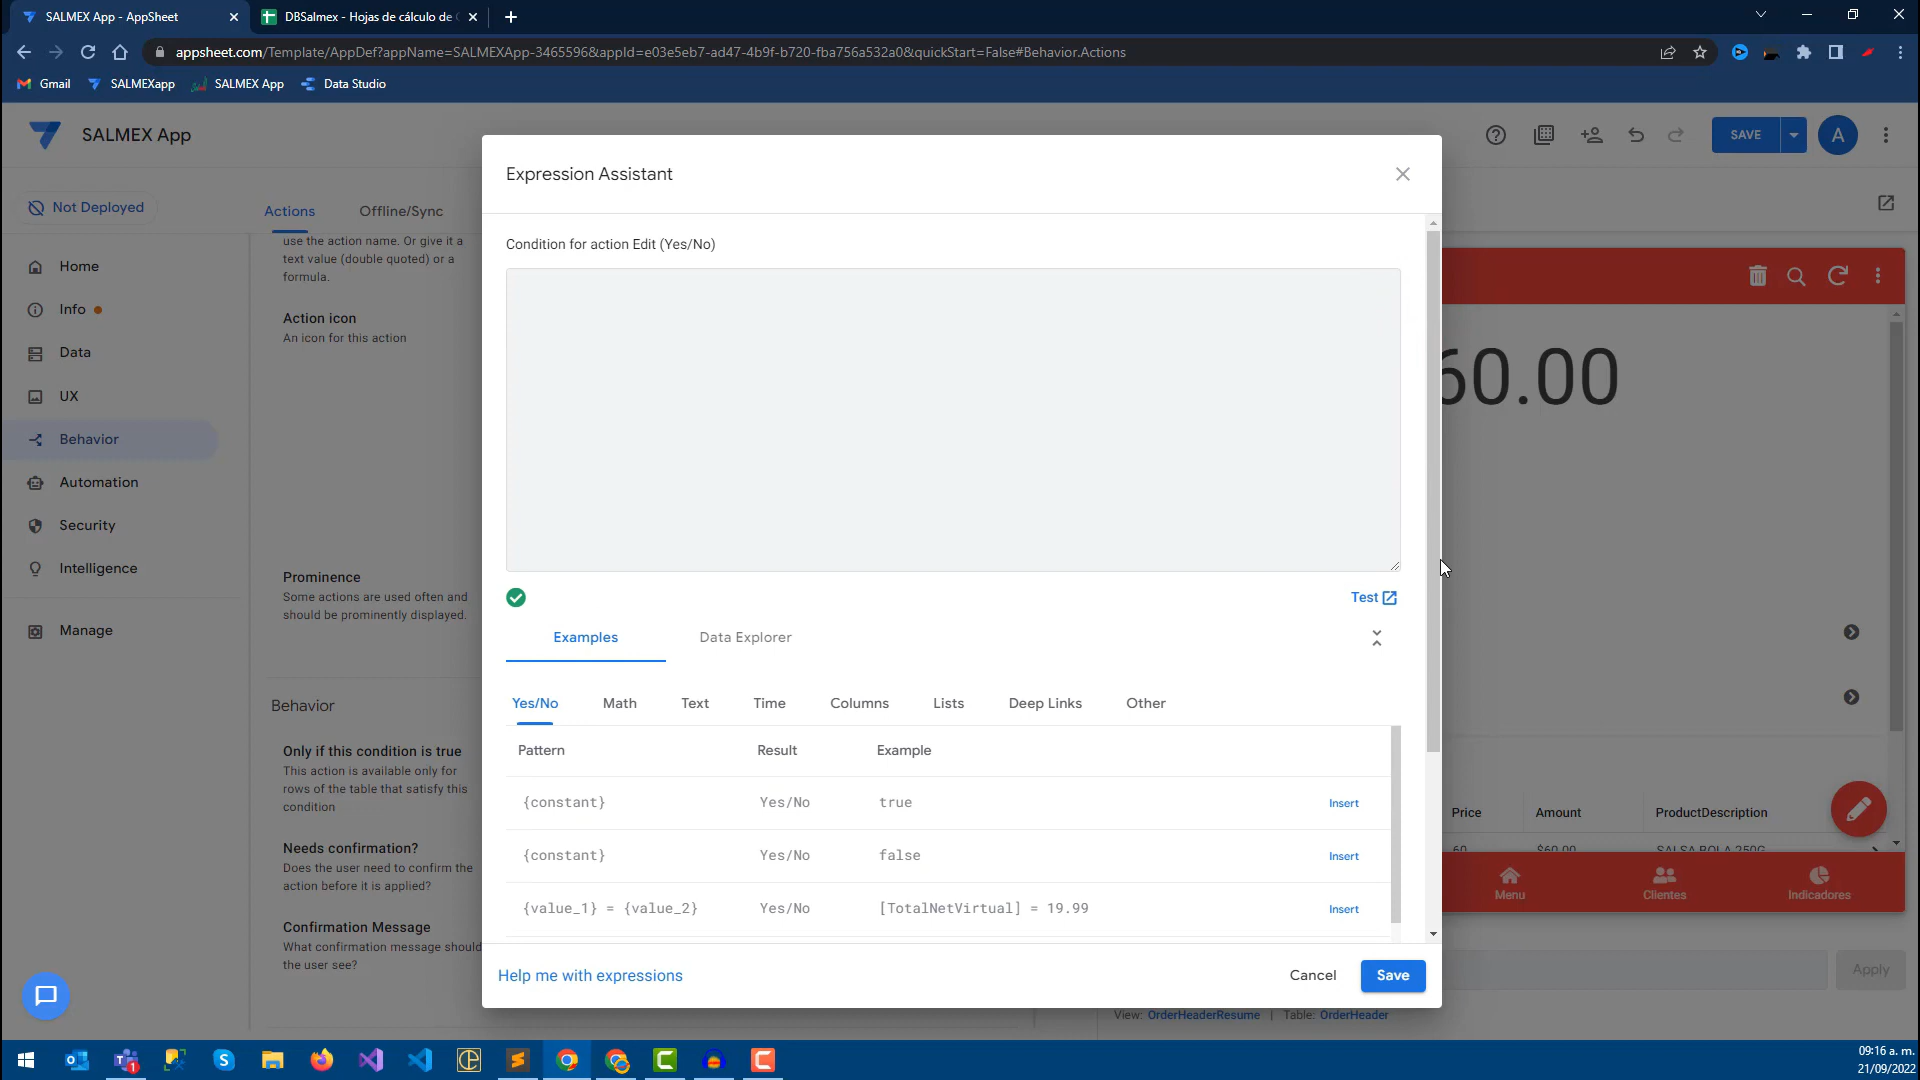 SALMEX App - AppSheet
DBSalmex - Hojas de cálculo de
appsheet.com/Template/AppDef?appName=SALMEXApp-3465596&appId=e03e5eb7-ad47-4b9f-b720-fba756a532a0&quickStart=False#Behavior.Actions
Gmail
SALMEXapp
SALMEX App
Data Studio
SALMEX App
SAVE
A
Not Deployed
Actions
Offline/Sync
Home
Info
Data
UX
Behavior
Automation
Security
Intelligence
Manage
use the action name. Or give it a
text value (double quoted) or a
formula.
Action icon
An icon for this action
Prominence
Some actions are used often and
should be prominently displayed.
Behavior
Only if this condition is true
This action is available only for
rows of the table that satisfy this
condition
Needs confirmation?
Does the user need to confirm the
action before it is applied?
Confirmation Message
What confirmation message should
the user see?
Expression Assistant
Condition for action Edit (Yes/No)
Test
Examples
Data Explorer
Yes/No
Math
Text
Time
Columns
Lists
Deep Links
Other
Pattern Result Example
{constant} Yes/No true Insert
{constant} Yes/No false Insert
{value_1} = {value_2} Yes/No [TotalNetVirtual] = 19.99 Insert
Help me with expressions
Cancel
Save
60.00
Price Amount ProductDescription
60 $60.00 SALSA BOLA 250G
Menu
Clientes
Indicadores
Apply
View: OrderHeaderResume | Table: OrderHeader
1
09:16 a. m.
21/09/2022